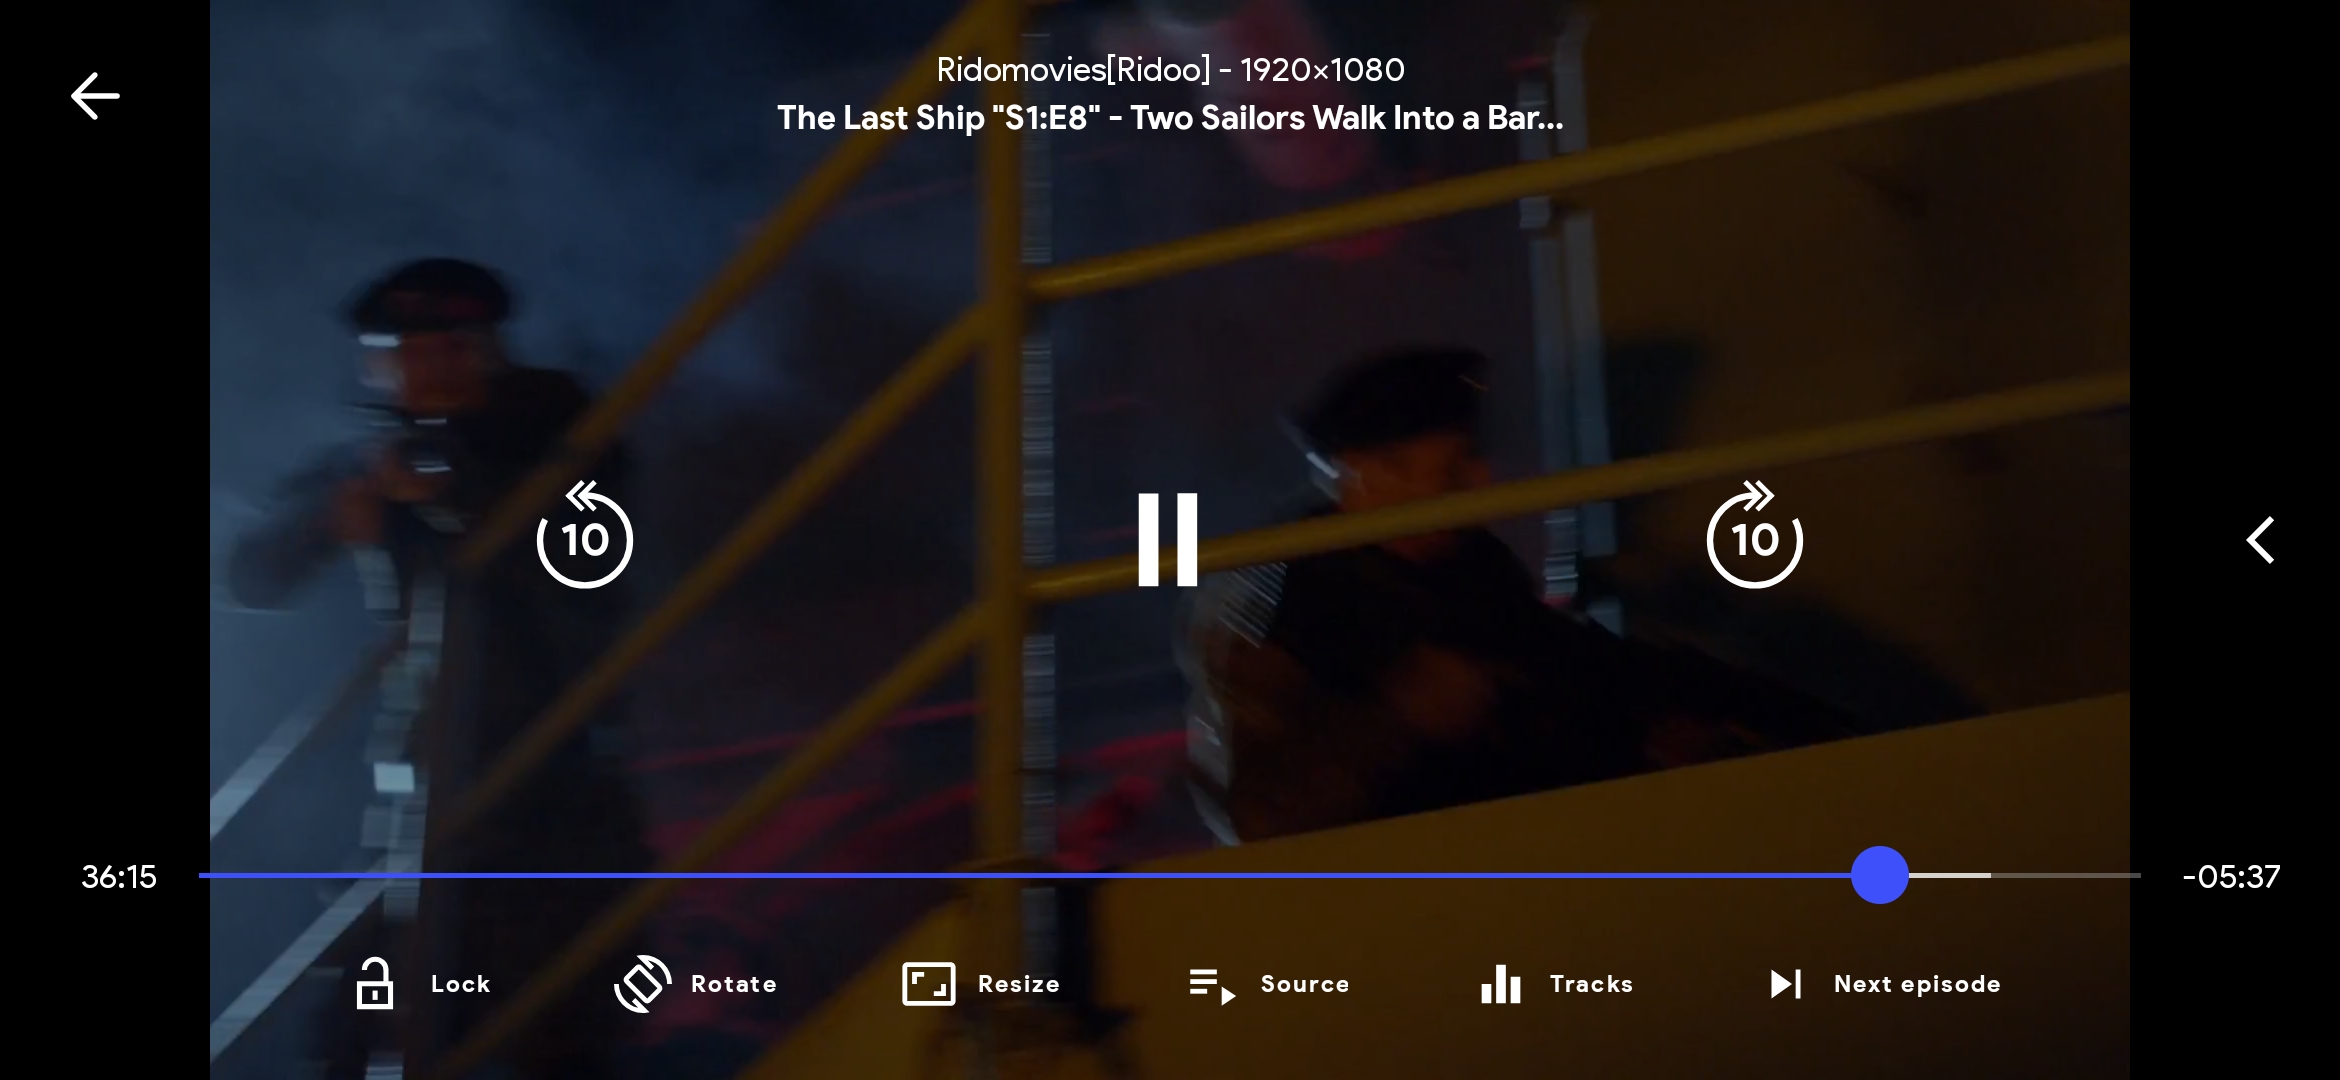 Ridomovies[Ridoo] - 1920×1080
The Last Ship "S1:E8" - Two Sailors Walk Into a Bar...
10
10
36:15
-05:37
Lock
Rotate
Resize
Source
Tracks
Next episode